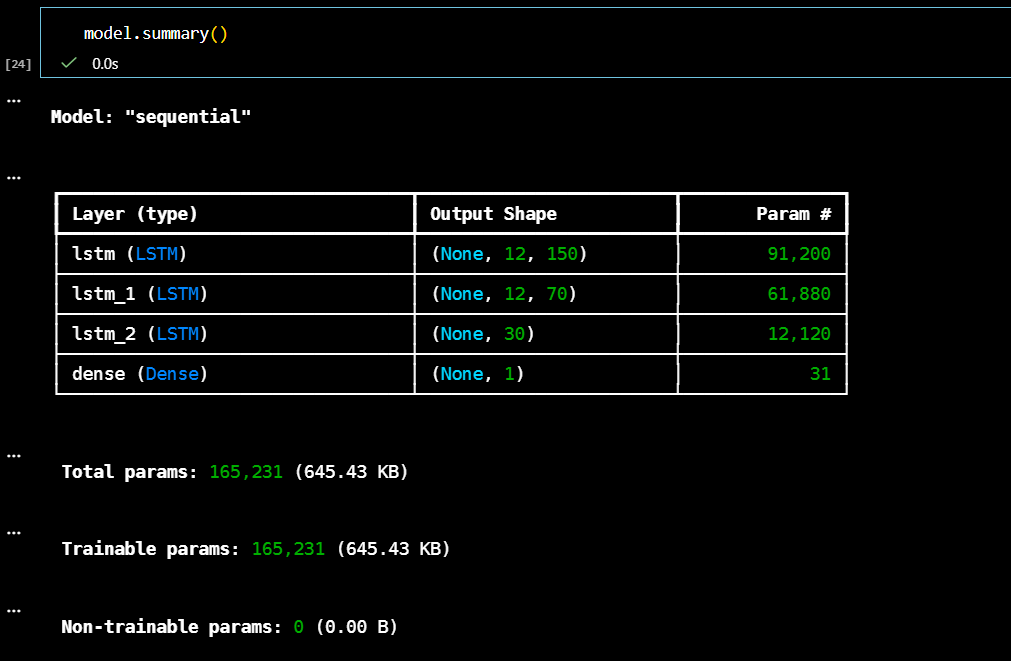 model.summary()
[24]
0.0s
...
Model: "sequential"
...
Layer (type) Output Shape Param #
lstm (LSTM) (None, 12, 150) 91,200
lstm_1 (LSTM) (None, 12, 70) 61,880
lstm_2 (LSTM) (None, 30) 12,120
dense (Dense) (None, 1) 31
...
Total params: 165,231 (645.43 KB)
...
Trainable params: 165,231 (645.43 KB)
...
Non-trainable params: 0 (0.00 B)